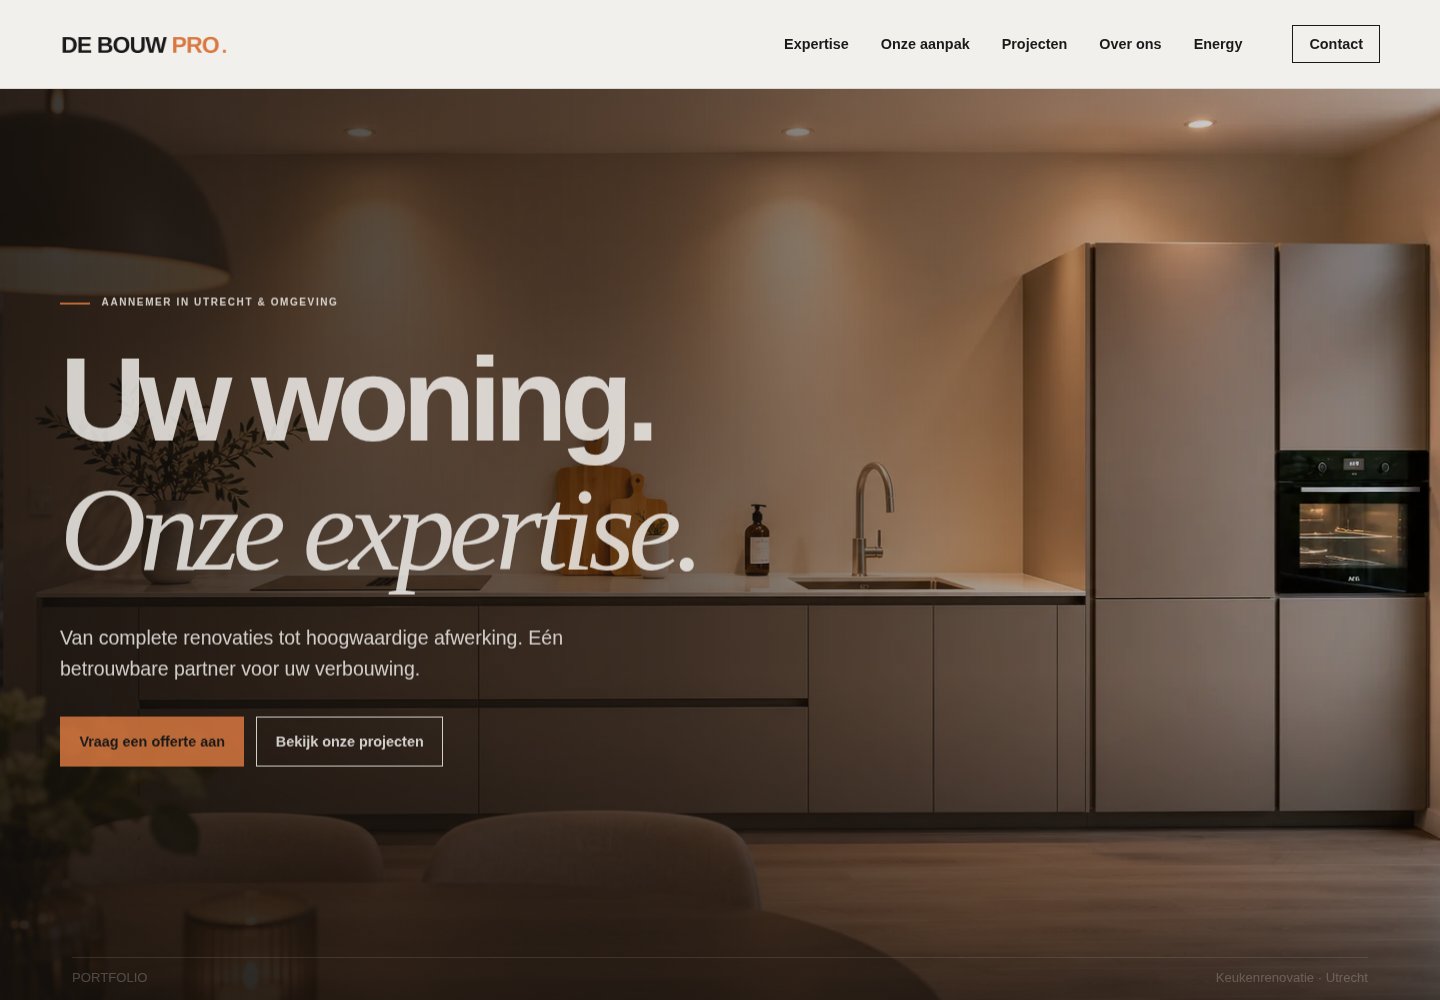 DE BOUW PRO.
Expertise
Onze aanpak
Projecten
Over ons
Energy
Contact
AANNEMER IN UTRECHT & OMGEVING
Uw woning.
Onze expertise.
Van complete renovaties tot hoogwaardige afwerking. Eén
betrouwbare partner voor uw verbouwing.
Vraag een offerte aan
Bekijk onze projecten
PORTFOLIO
Keukenrenovatie · Utrecht